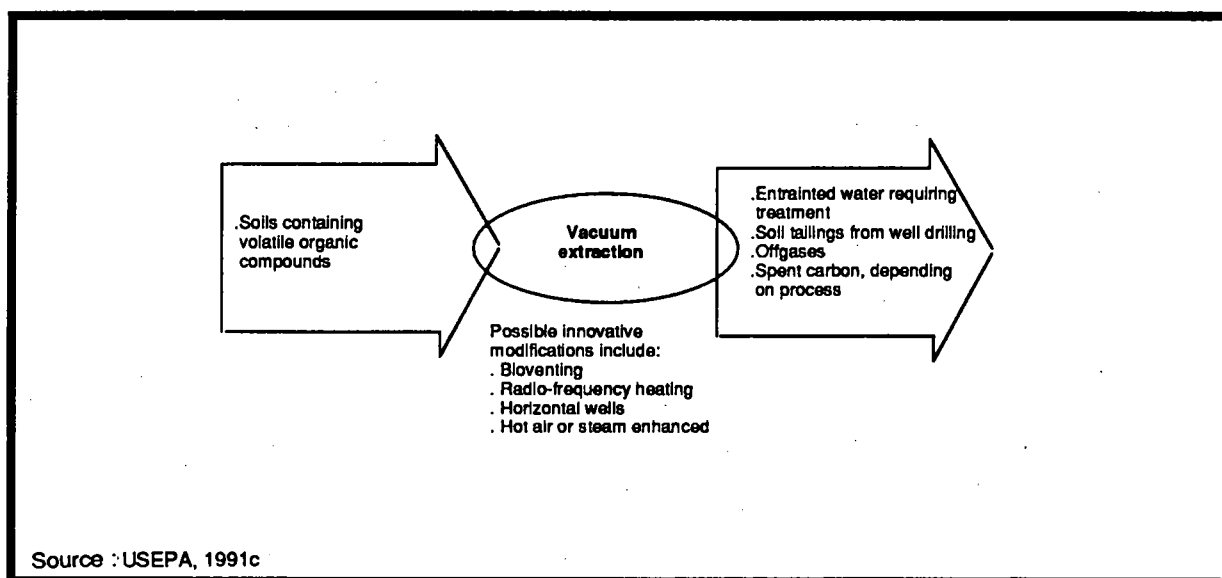 .Soils containing
volatile organic
compounds
Vacuum
extraction
Possible innovative
modifications include:
. Bioventing
. Radio-frequency heating
. Horizontal wells
. Hot air or steam enhanced
.Entrainted water requiring
treatment
.Soil tailings from well drilling
.Offgases
.Spent carbon, depending
on process
Source : USEPA, 1991c